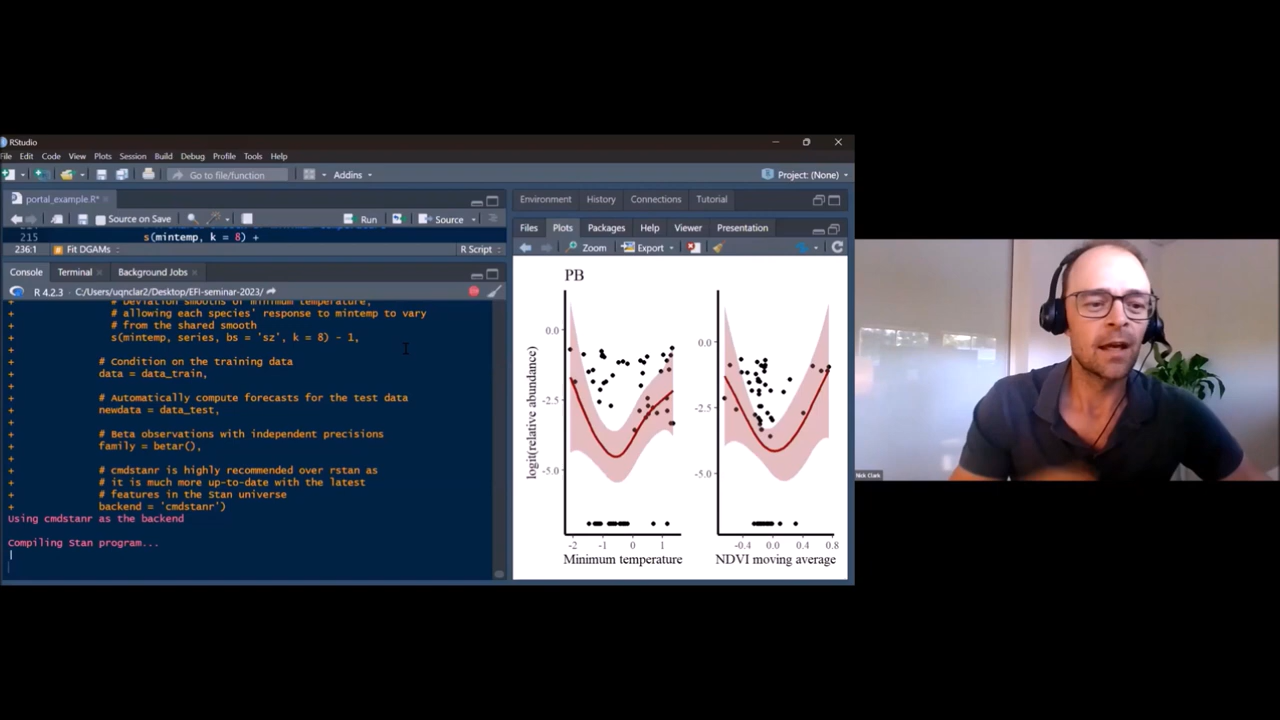 RStudio
File Edit Code View Plots Session Build Debug Profile Tools Help
Go to file/function Addins Project: (None)
portal_example.R*
Source on Save Run Source
215 s(mintemp, k = 8) +
236:1 Fit DGAMs R Script
Console Terminal Background Jobs
R 4.2.3 · C:/Users/uqnclar2/Desktop/EFI-seminar-2023/
+ # Deviation smooths of minimum temperature,
+ # allowing each species' response to mintemp to vary
+ # from the shared smooth
+ s(mintemp, series, bs = 'sz', k = 8) - 1,
+
+ # Condition on the training data
+ data = data_train,
+
+ # Automatically compute forecasts for the test data
+ newdata = data_test,
+
+ # Beta observations with independent precisions
+ family = betar(),
+
+ # cmdstanr is highly recommended over rstan as
+ # it is much more up-to-date with the latest
+ # features in the Stan universe
+ backend = 'cmdstanr')
Using cmdstanr as the backend
Compiling Stan program...
Environment History Connections Tutorial
Files Plots Packages Help Viewer Presentation
Zoom Export
PB
logit(relative abundance)
0.0
-2.5
-5.0
-2 -1 0 1
Minimum temperature
0.0
-2.5
-5.0
-0.4 0.0 0.4 0.8
NDVI moving average
Nick Clark